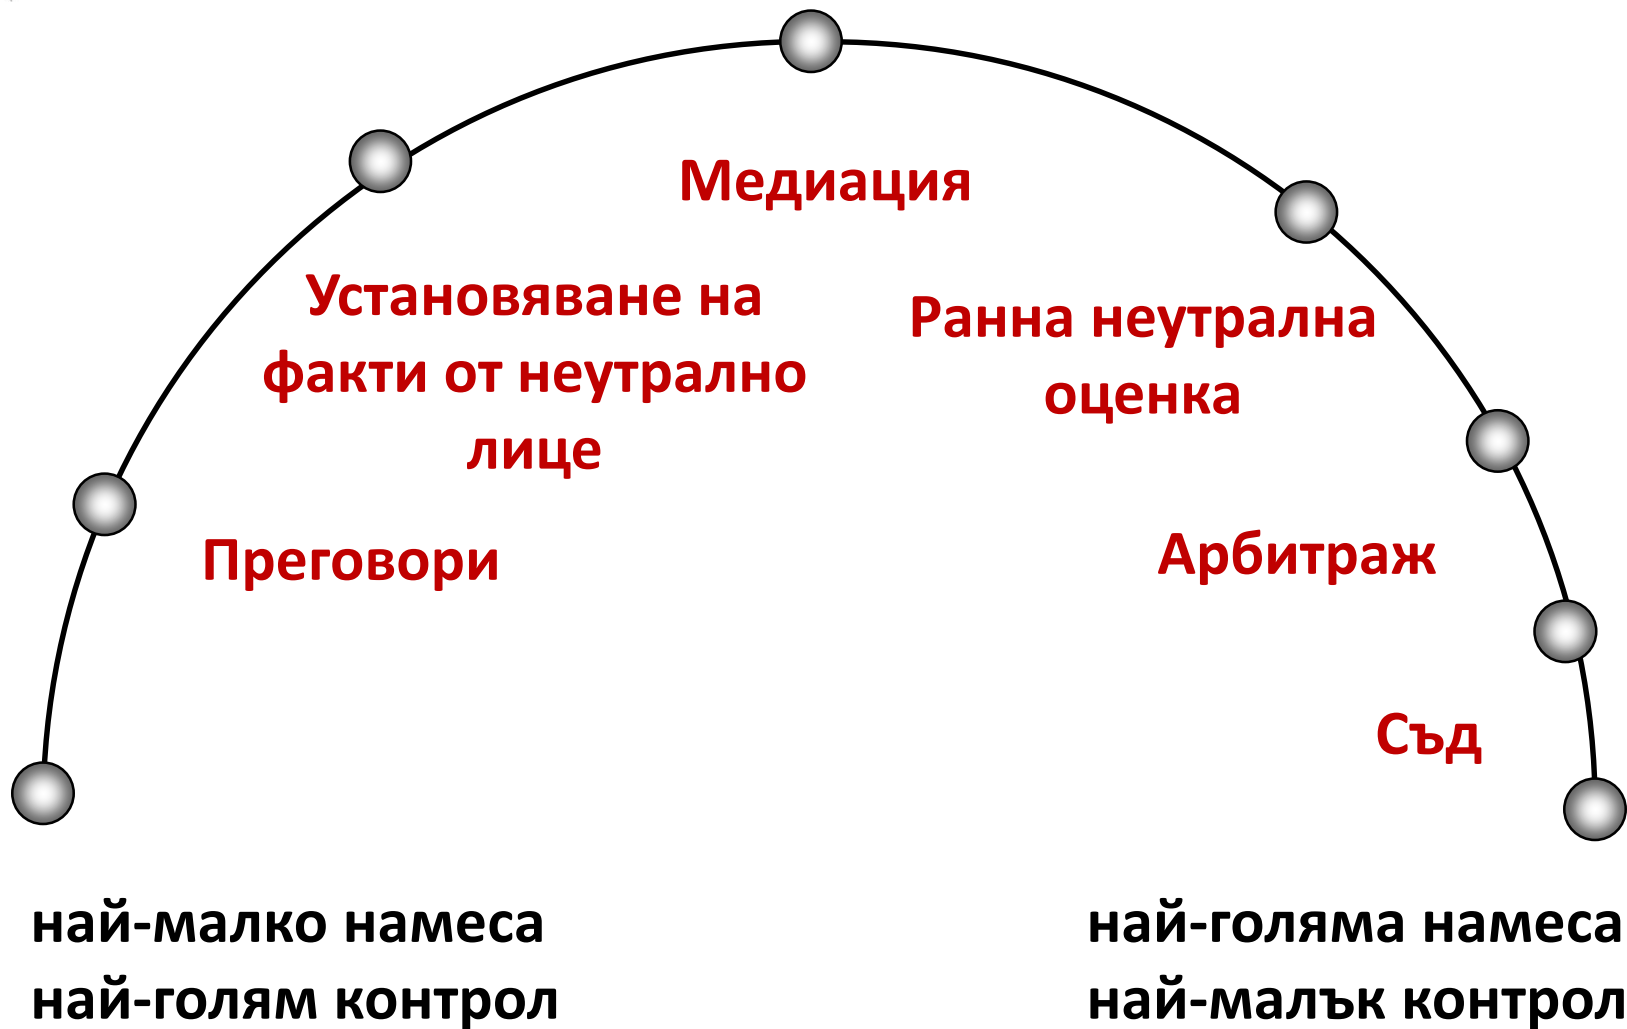 Медиация
Установяване на
факти от неутрално
лице
Ранна неутрална
оценка
Преговори
Арбитраж
Съд
най-малко намеса
най-голям контрол
най-голяма намеса
най-малък контрол